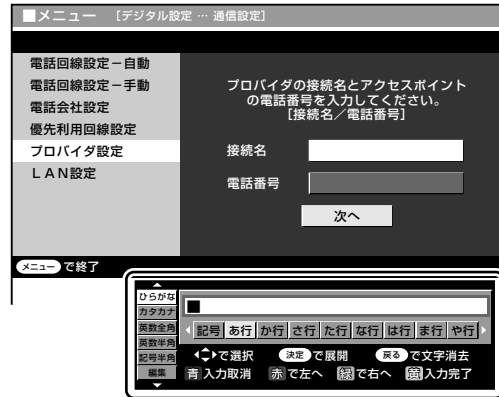 ■メニュー [デジタル設定 … 通信設定]
電話回線設定－自動
電話回線設定－手動
電話会社設定
優先利用回線設定
プロバイダ設定
ＬＡＮ設定
プロバイダの接続名とアクセスポイント
の電話番号を入力してください。
[接続名／電話番号]
接続名
電話番号
次へ
メニュー で終了
ひらがな
カタカナ
英数全角
英数半角
記号半角
編集
記号 あ行 か行 さ行 た行 な行 は行 ま行 や行
で選択 決定 で展開 戻る で文字消去
青 入力取消 赤 で左へ 緑 で右へ 黄 入力完了